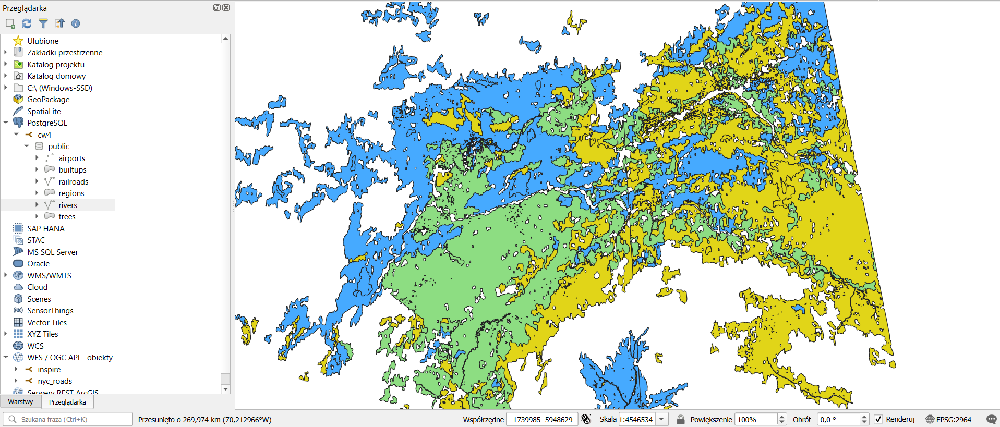 Przeglądarka
Ulubione
Zakładki przestrzenne
Katalog projektu
Katalog domowy
C:\ (Windows-SSD)
GeoPackage
SpatiaLite
PostgreSQL
cw4
public
airports
builtups
railroads
regions
rivers
trees
SAP HANA
STAC
MS SQL Server
Oracle
WMS/WMTS
Cloud
Scenes
SensorThings
Vector Tiles
XYZ Tiles
WCS
WFS / OGC API - obiekty
inspire
nyc_roads
Serwery REST ArcGIS
Warstwy Przeglądarka
Szukana fraza (Ctrl+K) Przesunięto o 269,974 km (70,212966°W) Współrzędne -1739985 5948629 Skala 1:4546534 Powiększenie 100% Obrót 0,0 ° Renderuj EPSG:2964